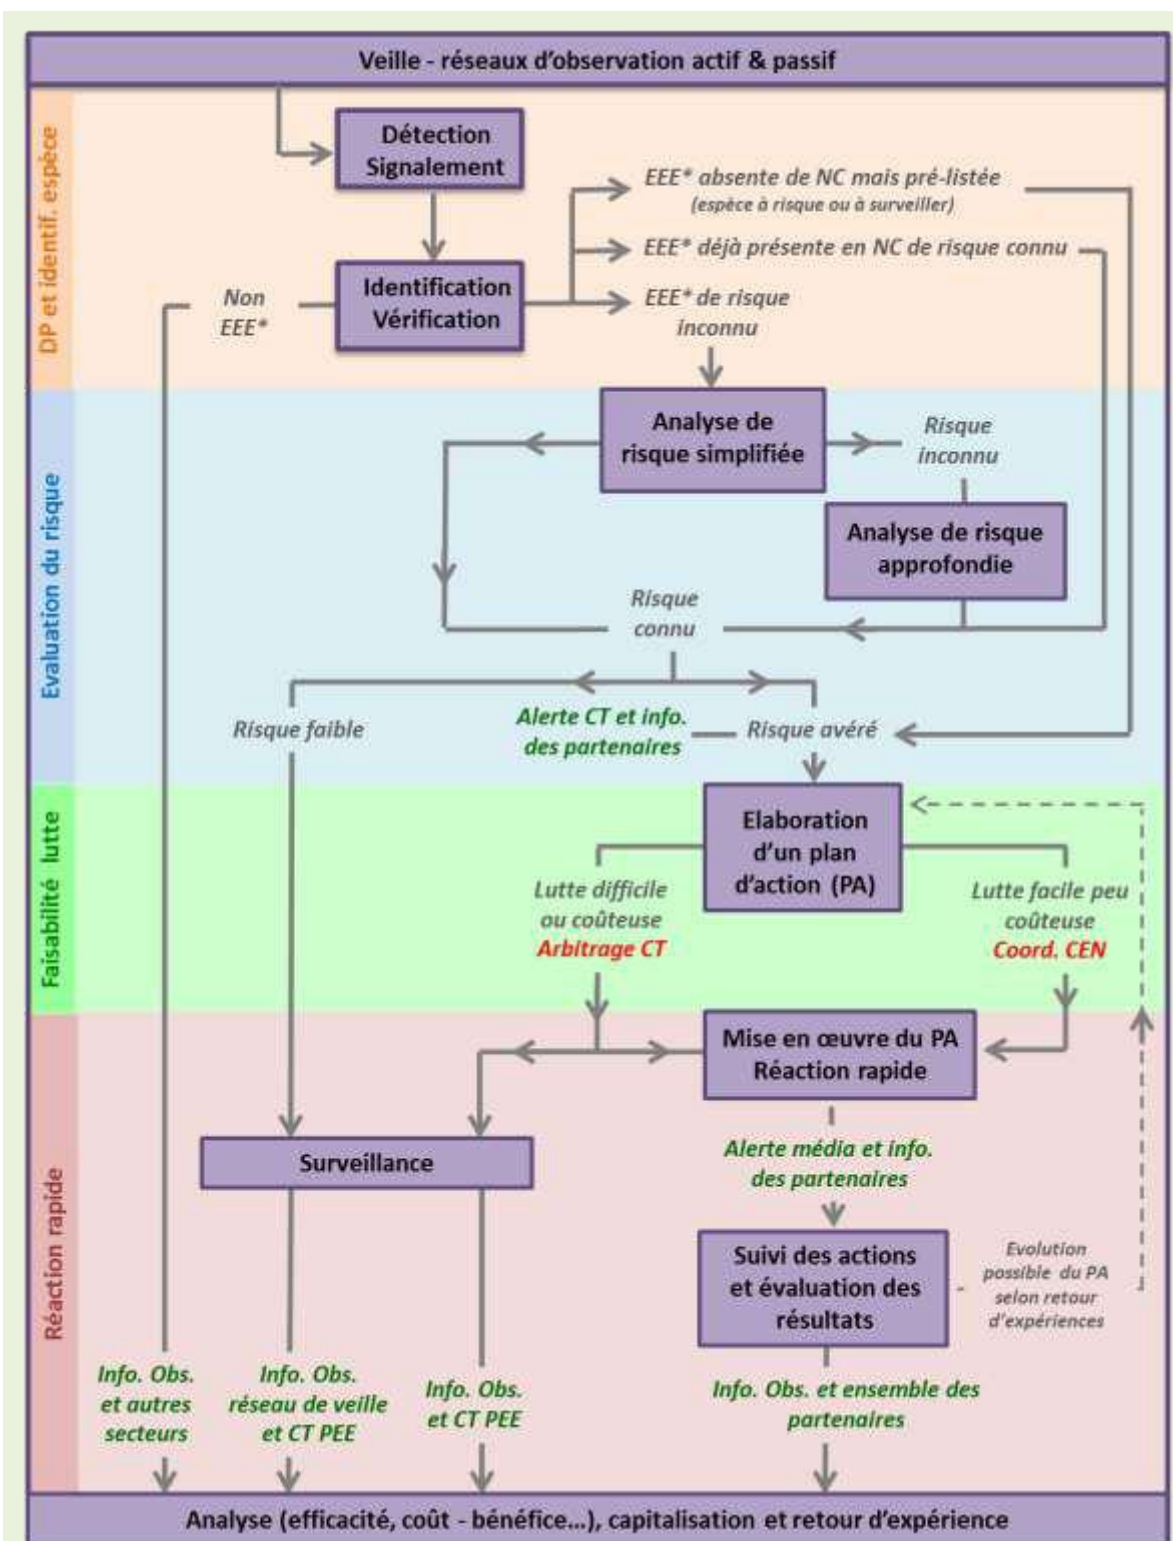 Veille - réseaux d'observation actif & passif
DP et identif. espèce
Détection
Signalement
EEE* absente de NC mais pré-listée
(espèce à risque ou à surveiller)
EEE* déjà présente en NC de risque connu
Identification
Vérification
Non
EEE*
EEE* de risque
inconnu
Evaluation du risque
Analyse de
risque simplifiée
Risque
inconnu
Analyse de risque
approfondie
Risque
connu
Risque faible
Alerte CT et info.
des partenaires
Risque avéré
Faisabilité lutte
Elaboration
d'un plan
d'action (PA)
Lutte difficile
ou coûteuse
Arbitrage CT
Lutte facile peu
coûteuse
Coord. CEN
Réaction rapide
Mise en œuvre du PA
Réaction rapide
Surveillance
Alerte média et info.
des partenaires
Suivi des actions
et évaluation des
résultats
Evolution
possible du PA
selon retour
d'expériences
Info. Obs.
et autres
secteurs
Info. Obs.
réseau de veille
et CT PEE
Info. Obs.
et CT PEE
Info. Obs. et ensemble des
partenaires
Analyse (efficacité, coût - bénéfice...), capitalisation et retour d'expérience